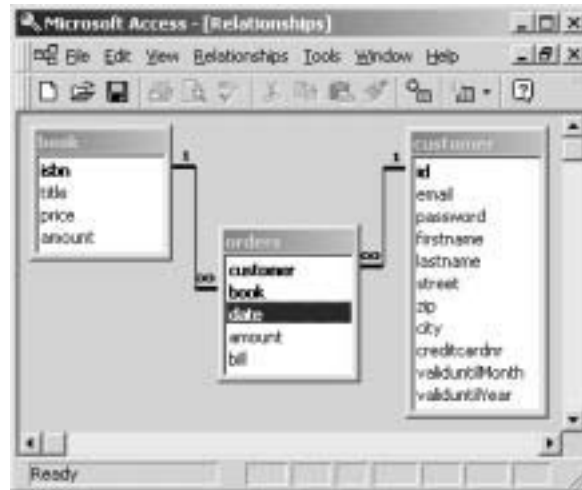 Microsoft Access - [Relationships]
File Edit View Relationships Tools Window Help
book
isbn
title
price
amount
1
∞
orders
customer
book
date
amount
bill
1
∞
customer
id
email
password
firstname
lastname
street
zip
city
creditcardnr
validuntilMonth
validuntilYear
Ready